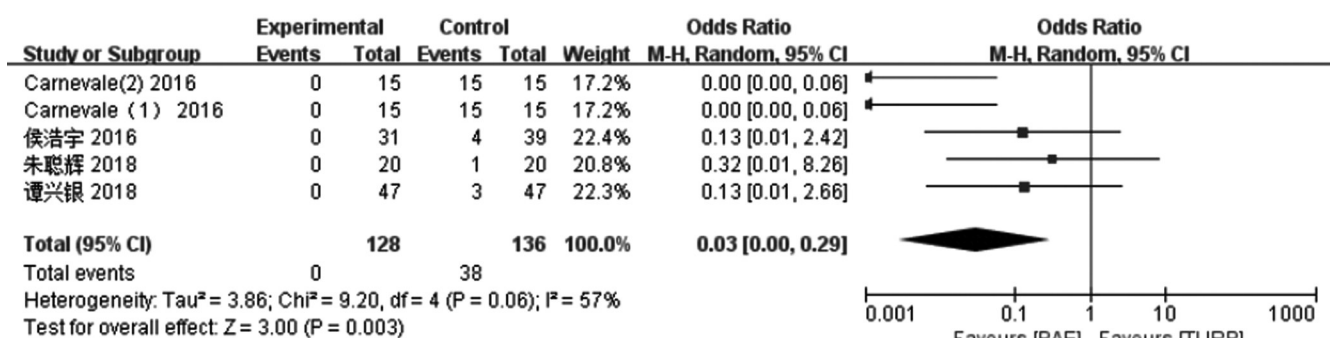 Experimental Control Odds Ratio Odds Ratio
Study or Subgroup Events Total Events Total Weight M-H, Random, 95% CI M-H, Random, 95% CI
Carnevale(2) 2016 0 15 15 15 17.2% 0.00 [0.00, 0.06]
Carnevale（1） 2016 0 15 15 15 17.2% 0.00 [0.00, 0.06]
侯浩宇 2016 0 31 4 39 22.4% 0.13 [0.01, 2.42]
朱聪辉 2018 0 20 1 20 20.8% 0.32 [0.01, 8.26]
谭兴银 2018 0 47 3 47 22.3% 0.13 [0.01, 2.66]
Total (95% CI) 128 136 100.0% 0.03 [0.00, 0.29]
Total events 0 38
Heterogeneity: Tau² = 3.86; Chi² = 9.20, df = 4 (P = 0.06); I² = 57%
Test for overall effect: Z = 3.00 (P = 0.003)
0.001 0.1 1 10 1000
Favours [PAE] Favours [TURP]